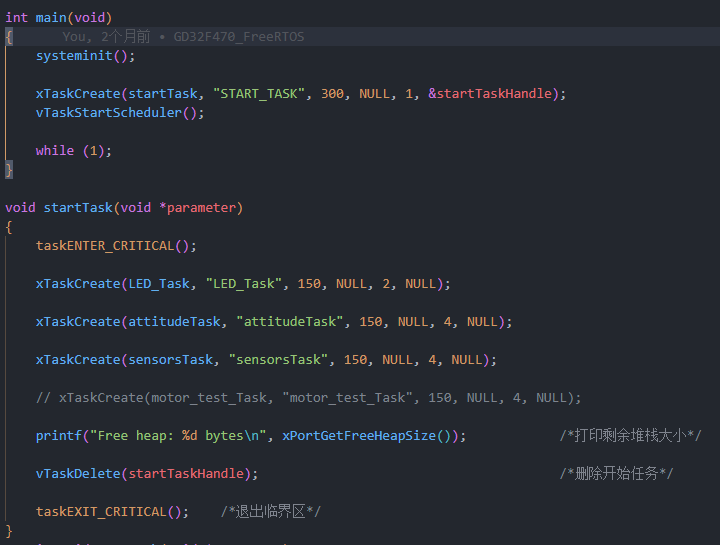 int main(void)
{ You, 2个月前 • GD32F470_FreeRTOS
systeminit();
xTaskCreate(startTask, "START_TASK", 300, NULL, 1, &startTaskHandle);
vTaskStartScheduler();
while (1);
}
void startTask(void *parameter)
{
taskENTER_CRITICAL();
xTaskCreate(LED_Task, "LED_Task", 150, NULL, 2, NULL);
xTaskCreate(attitudeTask, "attitudeTask", 150, NULL, 4, NULL);
xTaskCreate(sensorsTask, "sensorsTask", 150, NULL, 4, NULL);
// xTaskCreate(motor_test_Task, "motor_test_Task", 150, NULL, 4, NULL);
printf("Free heap: %d bytes\n", xPortGetFreeHeapSize()); /*打印剩余堆栈大小*/
vTaskDelete(startTaskHandle); /*删除开始任务*/
taskEXIT_CRITICAL(); /*退出临界区*/
}